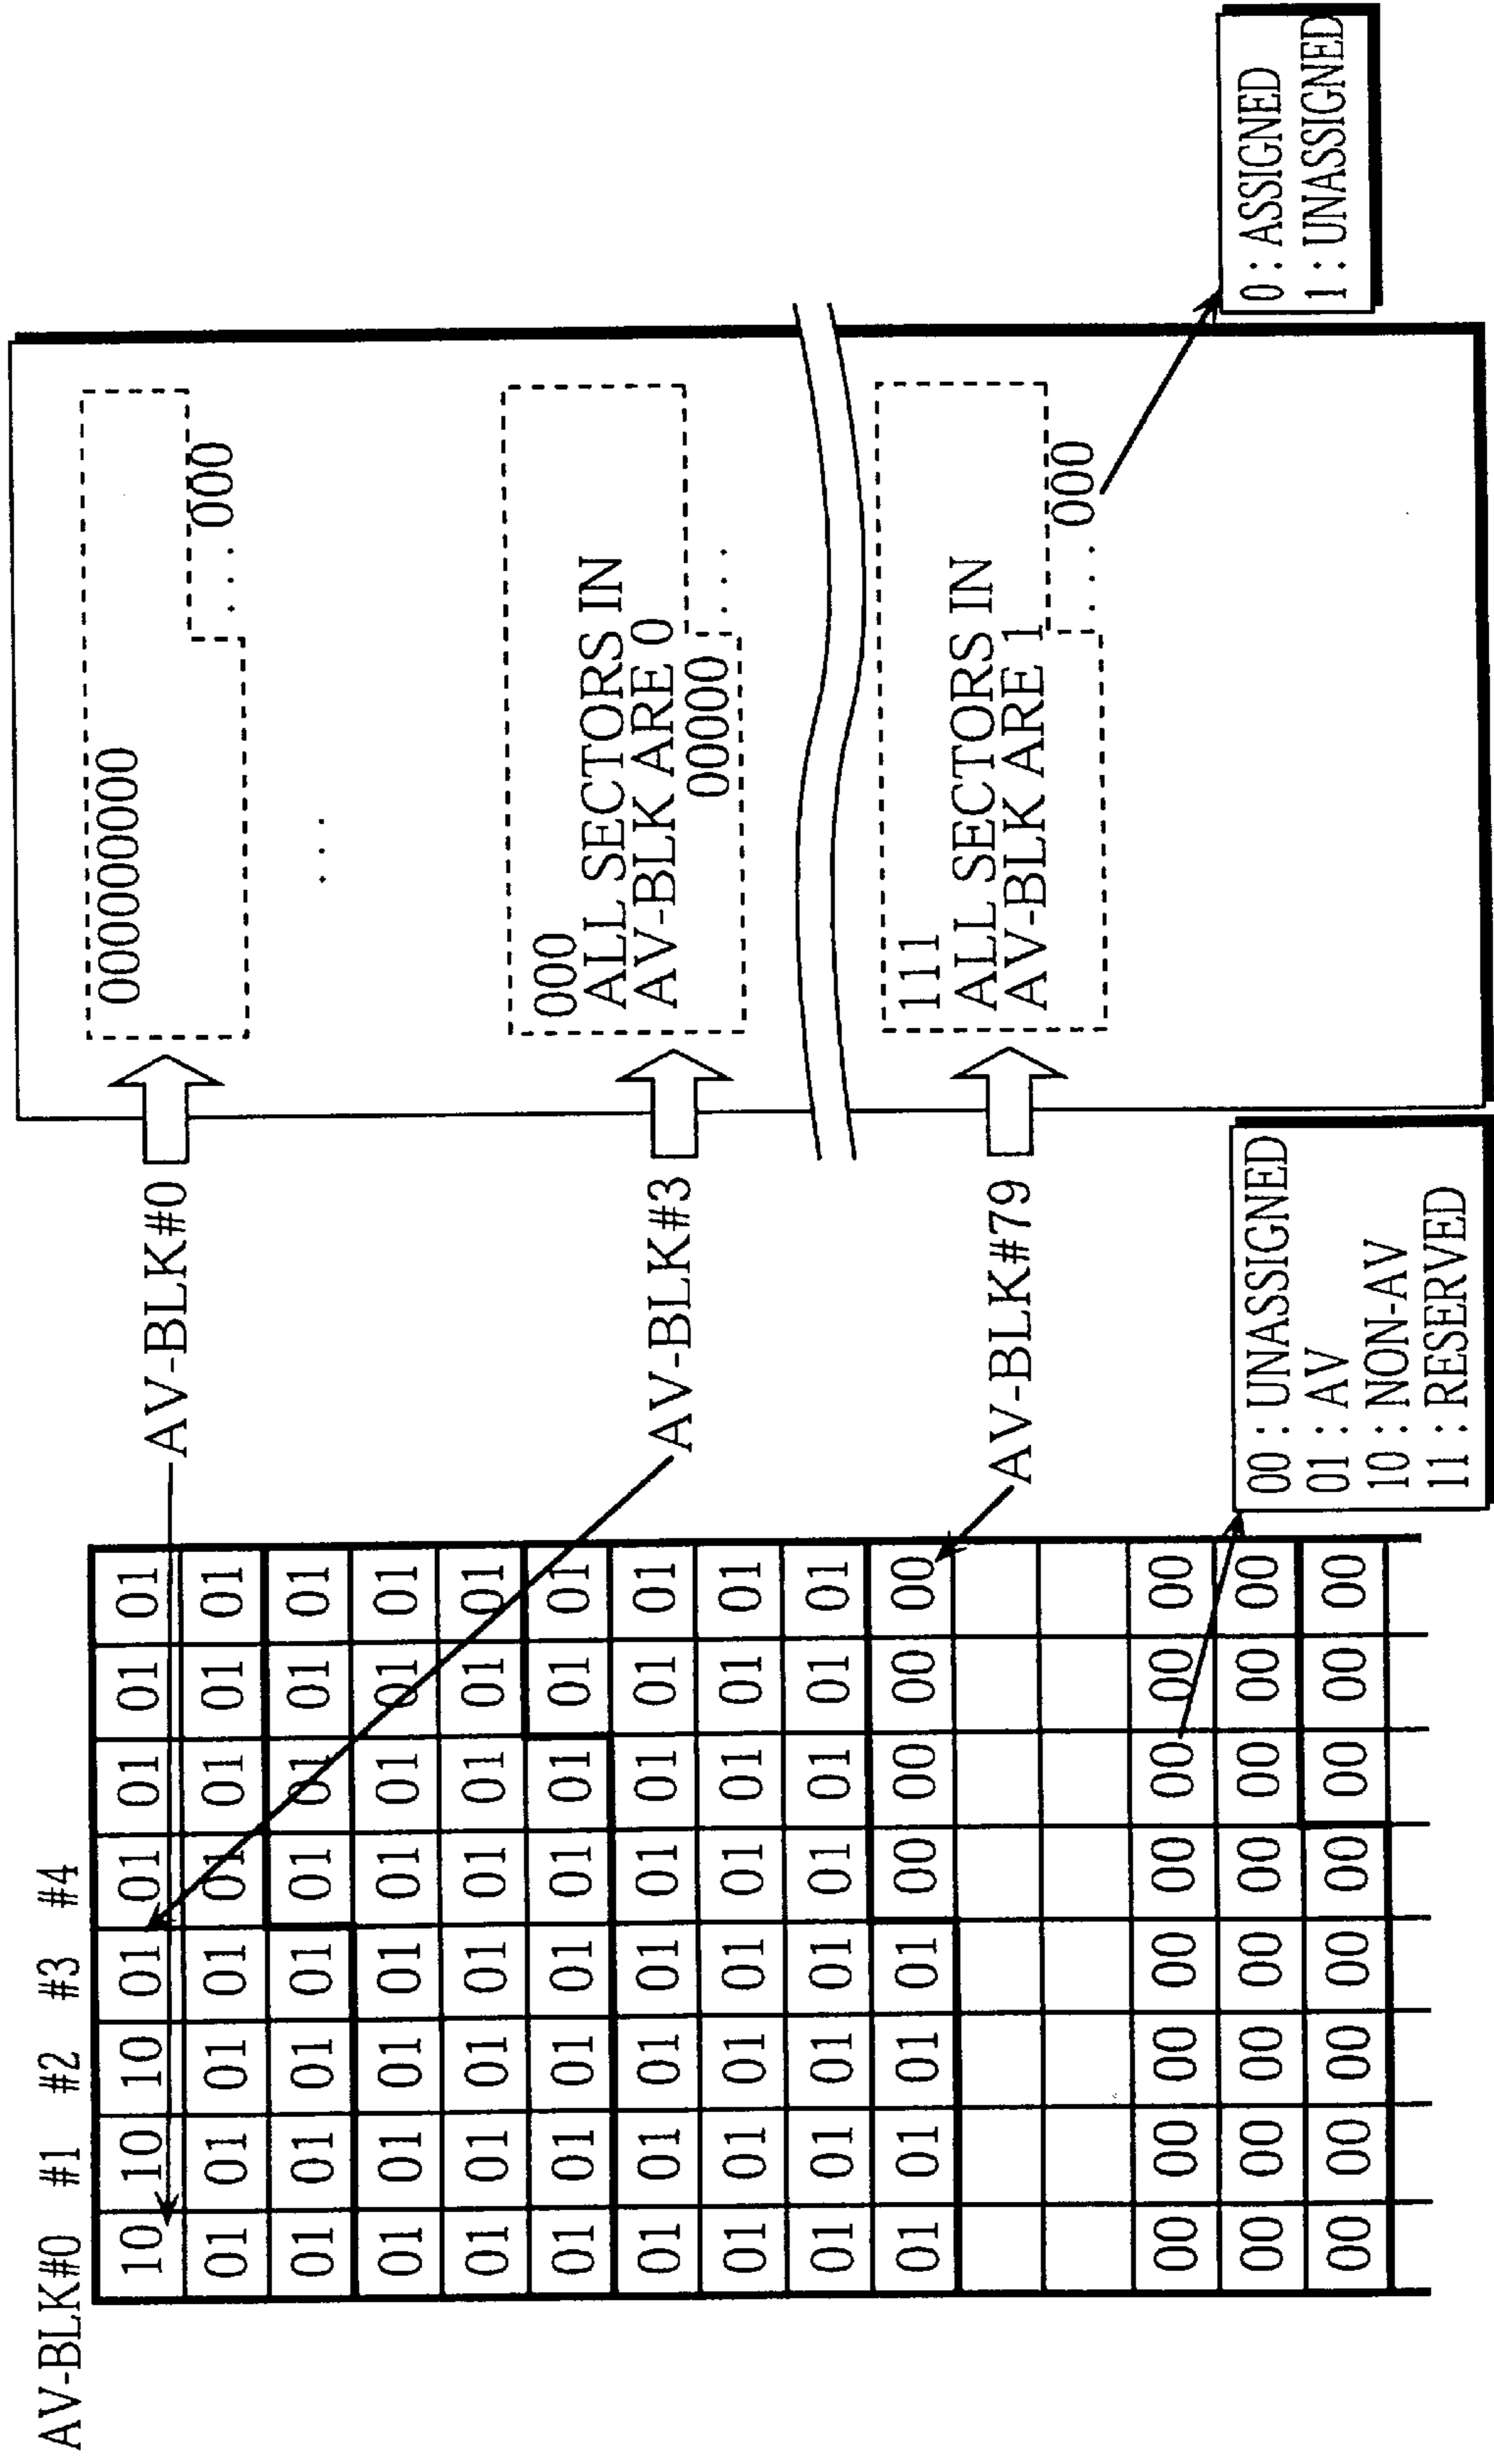 AV-BLK#0 #1 #2 #3 #4
10 10 10 01 01 01 01 01
01 01 01 01 01 01 01 01
01 01 01 01 01 01 01 01
01 01 01 01 01 01 01 01
01 01 01 01 01 01 01 01
01 01 01 01 01 01 01 01
01 01 01 01 01 01 01 01
01 01 01 01 01 01 01 01
01 01 01 01 01 01 01 01
01 01 01 01 00 00 00 00
00 00 00 00 00 00 00 00
00 00 00 00 00 00 00 00
00 00 00 00 00 00 00 00
00 : UNASSIGNED
01 : AV
10 : NON-AV
11 : RESERVED
AV-BLK#0
AV-BLK#3
AV-BLK#79
000000000
... 000
...
000
ALL SECTORS IN
AV-BLK ARE 0
00000 ...
111
ALL SECTORS IN
AV-BLK ARE 1
... 000
0 : ASSIGNED
1 : UNASSIGNED